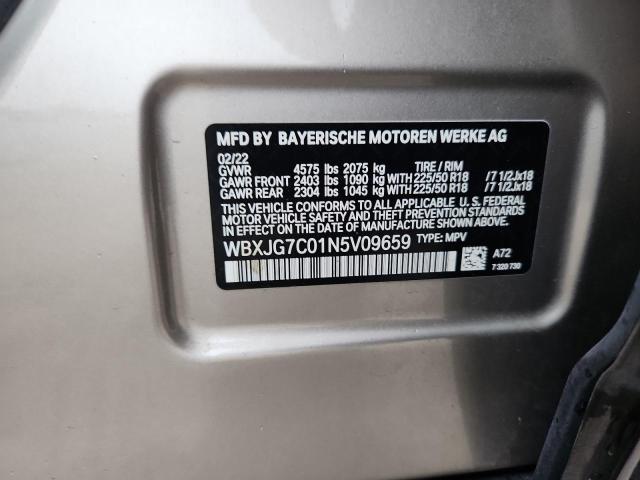 MFD BY BAYERISCHE MOTOREN WERKE AG
02/22
GVWR 4575 lbs 2075 kg TIRE / RIM
GAWR FRONT 2403 lbs 1090 kg WITH 225/50 R18 / 7 1/2Jx18
GAWR REAR 2304 lbs 1045 kg WITH 225/50 R18 / 7 1/2Jx18
THIS VEHICLE CONFORMS TO ALL APPLICABLE U. S. FEDERAL
MOTOR VEHICLE SAFETY AND THEFT PREVENTION STANDARDS
IN EFFECT ON THE DATE OF MANUFACTURE SHOWN ABOVE.
WBXJG7C01N5V09659 TYPE: MPV
A72
7 320 730